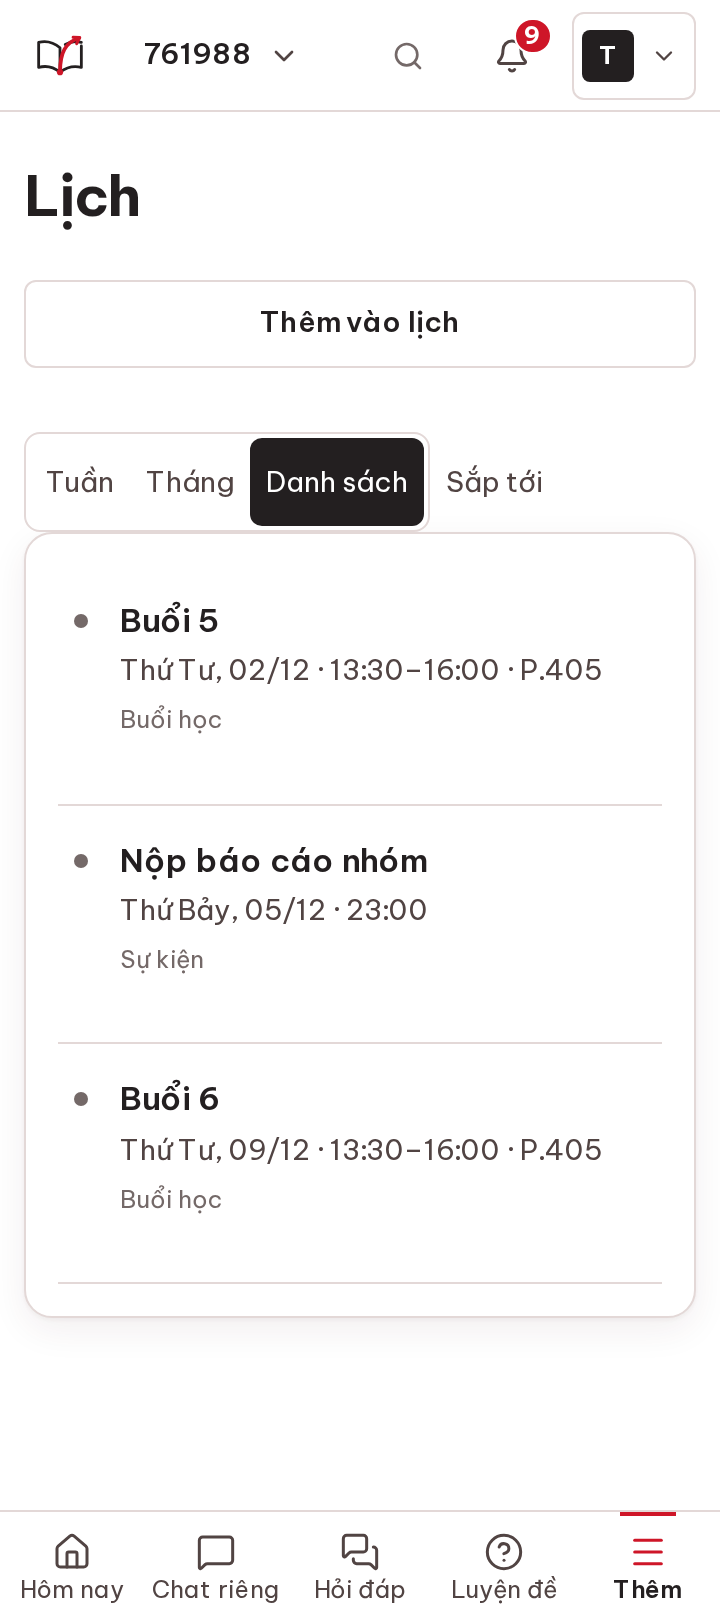 761988
9
T
Lịch
Thêm vào lịch
Tuần Tháng Danh sách Sắp tới
Buổi 5
Thứ Tư, 02/12 · 13:30–16:00 · P.405
Buổi học
Nộp báo cáo nhóm
Thứ Bảy, 05/12 · 23:00
Sự kiện
Buổi 6
Thứ Tư, 09/12 · 13:30–16:00 · P.405
Buổi học
Hôm nay Chat riêng Hỏi đáp Luyện đề Thêm